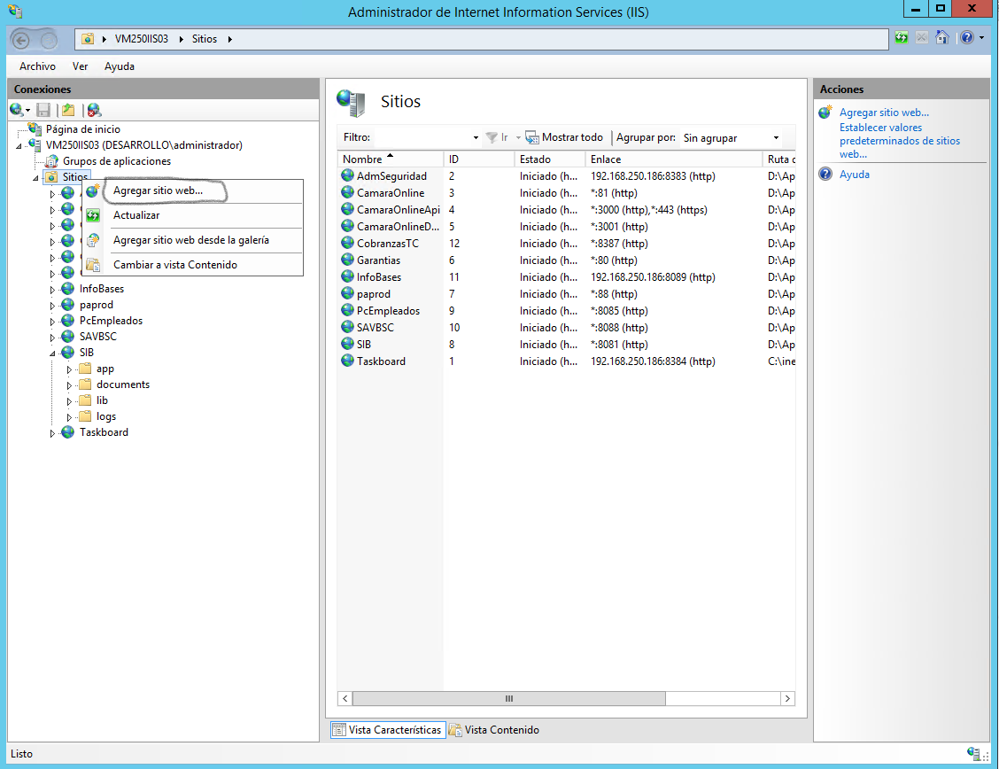 Administrador de Internet Information Services (IIS)
VM250IIS03 Sitios
Archivo Ver Ayuda
Conexiones
Página de inicio
VM250IIS03 (DESARROLLO\administrador)
Grupos de aplicaciones
Sitios
Agregar sitio web...
Actualizar
Agregar sitio web desde la galería
Cambiar a vista Contenido
InfoBases
paprod
PcEmpleados
SAVBSC
SIB
app
documents
lib
logs
Taskboard
Sitios
Filtro: Ir Mostrar todo Agrupar por: Sin agrupar
Nombre ID Estado Enlace Ruta c
AdmSeguridad 2 Iniciado (h... 192.168.250.186:8383 (http) D:\Ap
CamaraOnline 3 Iniciado (h... *:81 (http) D:\Ap
CamaraOnlineApi 4 Iniciado (h... *:3000 (http),*:443 (https) D:\Ap
CamaraOnlineD... 5 Iniciado (h... *:3001 (http) D:\Ap
CobranzasTC 12 Iniciado (h... *:8387 (http) D:\Ap
Garantias 6 Iniciado (h... *:80 (http) D:\Ap
InfoBases 11 Iniciado (h... 192.168.250.186:8089 (http) D:\Ap
paprod 7 Iniciado (h... *:88 (http) D:\Ap
PcEmpleados 9 Iniciado (h... *:8085 (http) D:\Ap
SAVBSC 10 Iniciado (h... *:8088 (http) D:\Ap
SIB 8 Iniciado (h... *:8081 (http) D:\Ap
Taskboard 1 Iniciado (h... 192.168.250.186:8384 (http) C:\ine
Vista Características Vista Contenido
Acciones
Agregar sitio web...
Establecer valores
predeterminados de sitios
web...
Ayuda
Listo